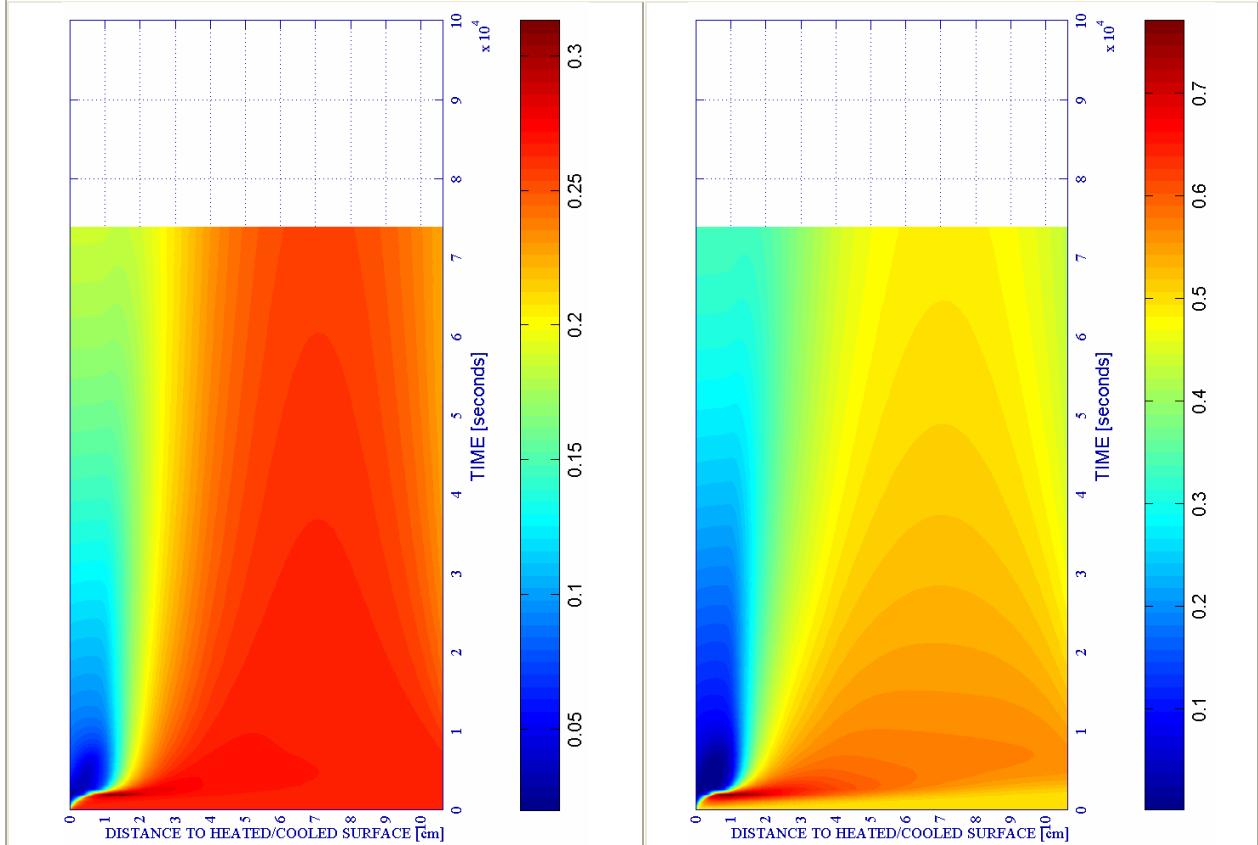 0 1 2 3 4 5 6 7 8 9 10
x 10⁴
TIME [seconds]
0 1 2 3 4 5 6 7 8 9 10
DISTANCE TO HEATED/COOLED SURFACE [cm]
0.05 0.1 0.15 0.2 0.25 0.3
0 1 2 3 4 5 6 7 8 9 10
x 10⁴
TIME [seconds]
0 1 2 3 4 5 6 7 8 9 10
DISTANCE TO HEATED/COOLED SURFACE [cm]
0.1 0.2 0.3 0.4 0.5 0.6 0.7